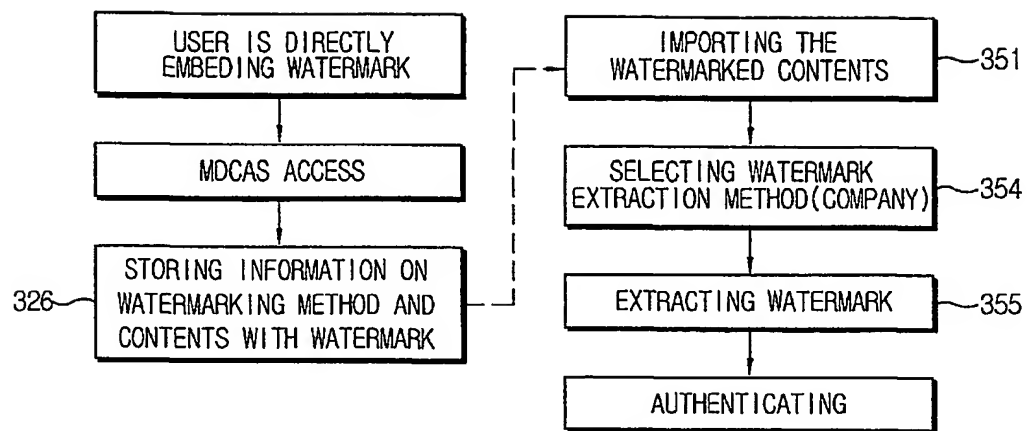 USER IS DIRECTLY
EMBEDING WATERMARK
MDCAS ACCESS
STORING INFORMATION ON
WATERMARKING METHOD AND
CONTENTS WITH WATERMARK
326
IMPORTING THE
WATERMARKED CONTENTS
351
SELECTING WATERMARK
EXTRACTION METHOD(COMPANY)
354
EXTRACTING WATERMARK
355
AUTHENTICATING